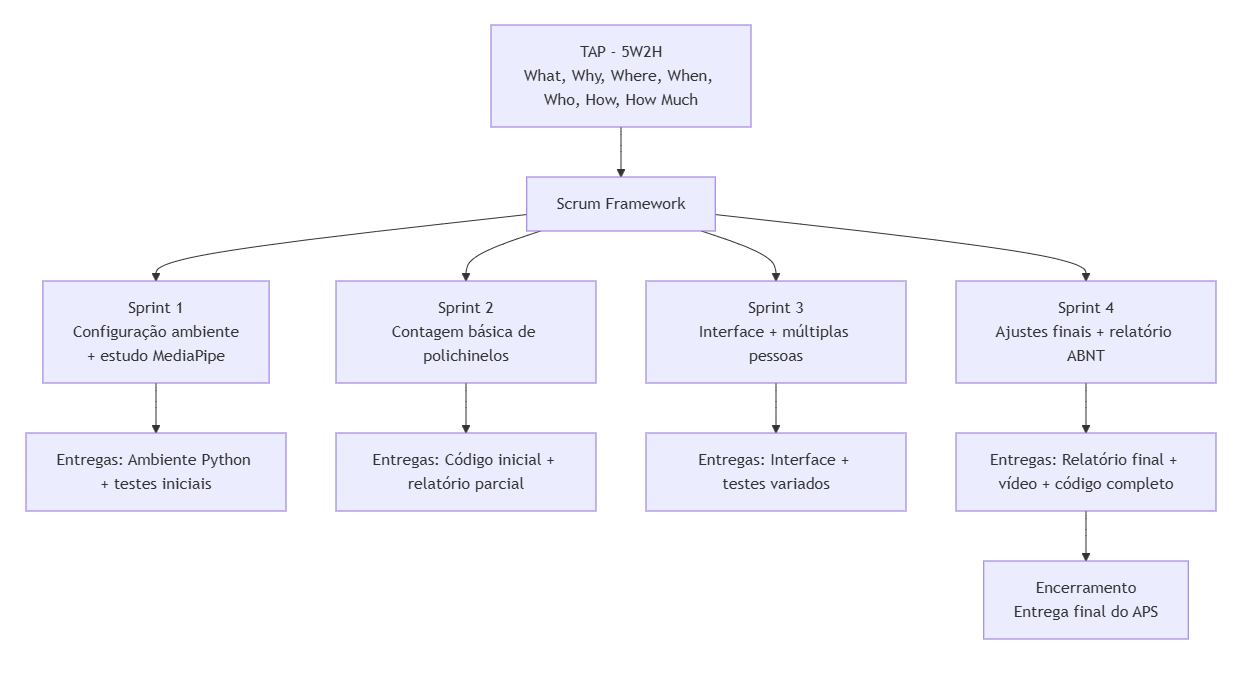 TAP - 5W2H
What, Why, Where, When,
Who, How, How Much
Scrum Framework
Sprint 1
Configuração ambiente
+ estudo MediaPipe
Sprint 2
Contagem básica de
polichinelos
Sprint 3
Interface + múltiplas
pessoas
Sprint 4
Ajustes finais + relatório
ABNT
Entregas: Ambiente Python
+ testes iniciais
Entregas: Código inicial +
relatório parcial
Entregas: Interface +
testes variados
Entregas: Relatório final +
vídeo + código completo
Encerramento
Entrega final do APS